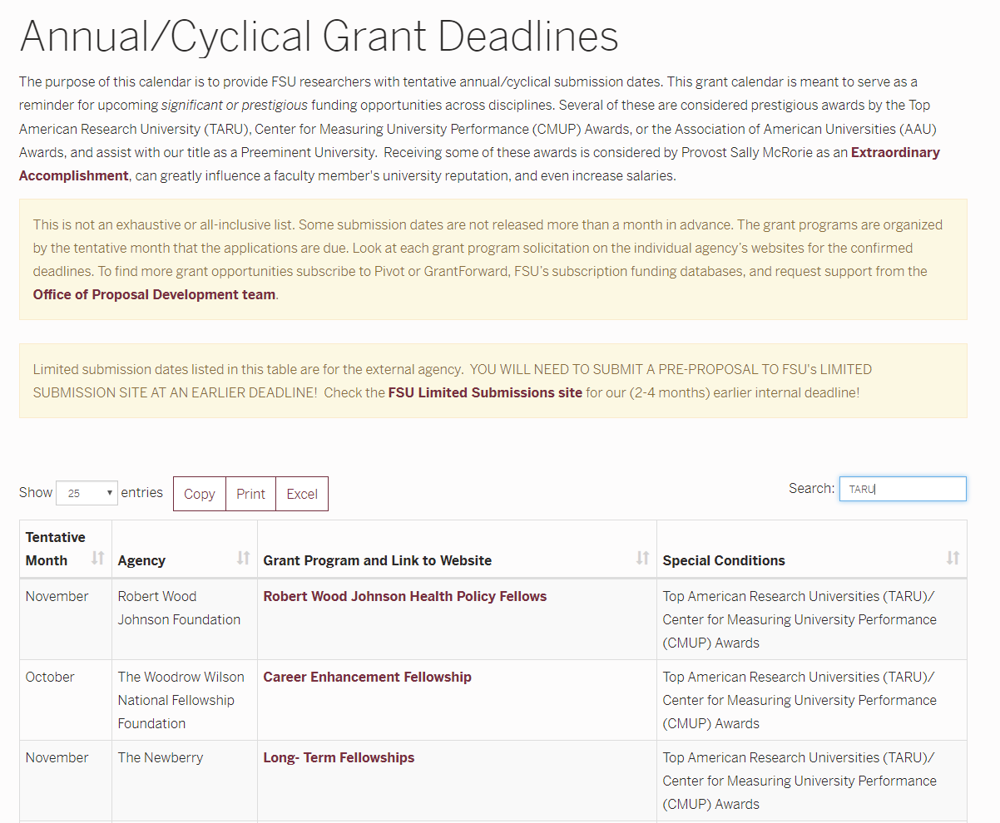 Annual/Cyclical Grant Deadlines
The purpose of this calendar is to provide FSU researchers with tentative annual/cyclical submission dates. This grant calendar is meant to serve as a
reminder for upcoming significant or prestigious funding opportunities across disciplines. Several of these are considered prestigious awards by the Top
American Research University (TARU), Center for Measuring University Performance (CMUP) Awards, or the Association of American Universities (AAU)
Awards, and assist with our title as a Preeminent University.  Receiving some of these awards is considered by Provost Sally McRorie as an Extraordinary
Accomplishment, can greatly influence a faculty member's university reputation, and even increase salaries.
This is not an exhaustive or all-inclusive list. Some submission dates are not released more than a month in advance. The grant programs are organized
by the tentative month that the applications are due. Look at each grant program solicitation on the individual agency's websites for the confirmed
deadlines. To find more grant opportunities subscribe to Pivot or GrantForward, FSU's subscription funding databases, and request support from the
Office of Proposal Development team.
Limited submission dates listed in this table are for the external agency.  YOU WILL NEED TO SUBMIT A PRE-PROPOSAL TO FSU's LIMITED
SUBMISSION SITE AT AN EARLIER DEADLINE!  Check the FSU Limited Submissions site for our (2-4 months) earlier internal deadline!
Show 25 entries Copy Print Excel Search: TARU
Tentative
Month Agency Grant Program and Link to Website Special Conditions
November Robert Wood Robert Wood Johnson Health Policy Fellows Top American Research Universities (TARU)/
Johnson Foundation Center for Measuring University Performance
(CMUP) Awards
October The Woodrow Wilson Career Enhancement Fellowship Top American Research Universities (TARU)/
National Fellowship Center for Measuring University Performance
Foundation (CMUP) Awards
November The Newberry Long- Term Fellowships Top American Research Universities (TARU)/
Center for Measuring University Performance
(CMUP) Awards